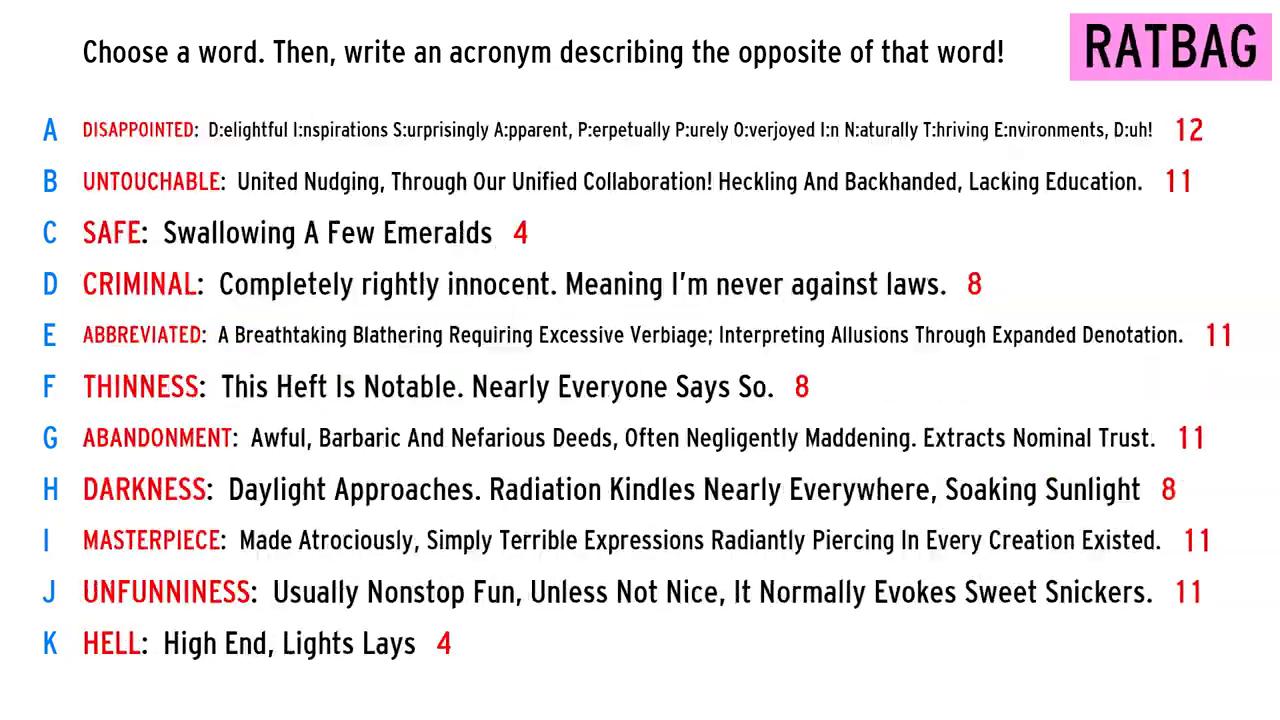 Choose a word. Then, write an acronym describing the opposite of that word!
RATBAG
A DISAPPOINTED: D:elightful I:nspirations S:urprisingly A:pparent, P:erpetually P:urely O:verjoyed I:n N:aturally T:hriving E:nvironments, D:uh! 12
B UNTOUCHABLE: United Nudging, Through Our Unified Collaboration! Heckling And Backhanded, Lacking Education. 11
C SAFE: Swallowing A Few Emeralds 4
D CRIMINAL: Completely rightly innocent. Meaning I'm never against laws. 8
E ABBREVIATED: A Breathtaking Blathering Requiring Excessive Verbiage; Interpreting Allusions Through Expanded Denotation. 11
F THINNESS: This Heft Is Notable. Nearly Everyone Says So. 8
G ABANDONMENT: Awful, Barbaric And Nefarious Deeds, Often Negligently Maddening. Extracts Nominal Trust. 11
H DARKNESS: Daylight Approaches. Radiation Kindles Nearly Everywhere, Soaking Sunlight 8
I MASTERPIECE: Made Atrociously, Simply Terrible Expressions Radiantly Piercing In Every Creation Existed. 11
J UNFUNNINESS: Usually Nonstop Fun, Unless Not Nice, It Normally Evokes Sweet Snickers. 11
K HELL: High End, Lights Lays 4